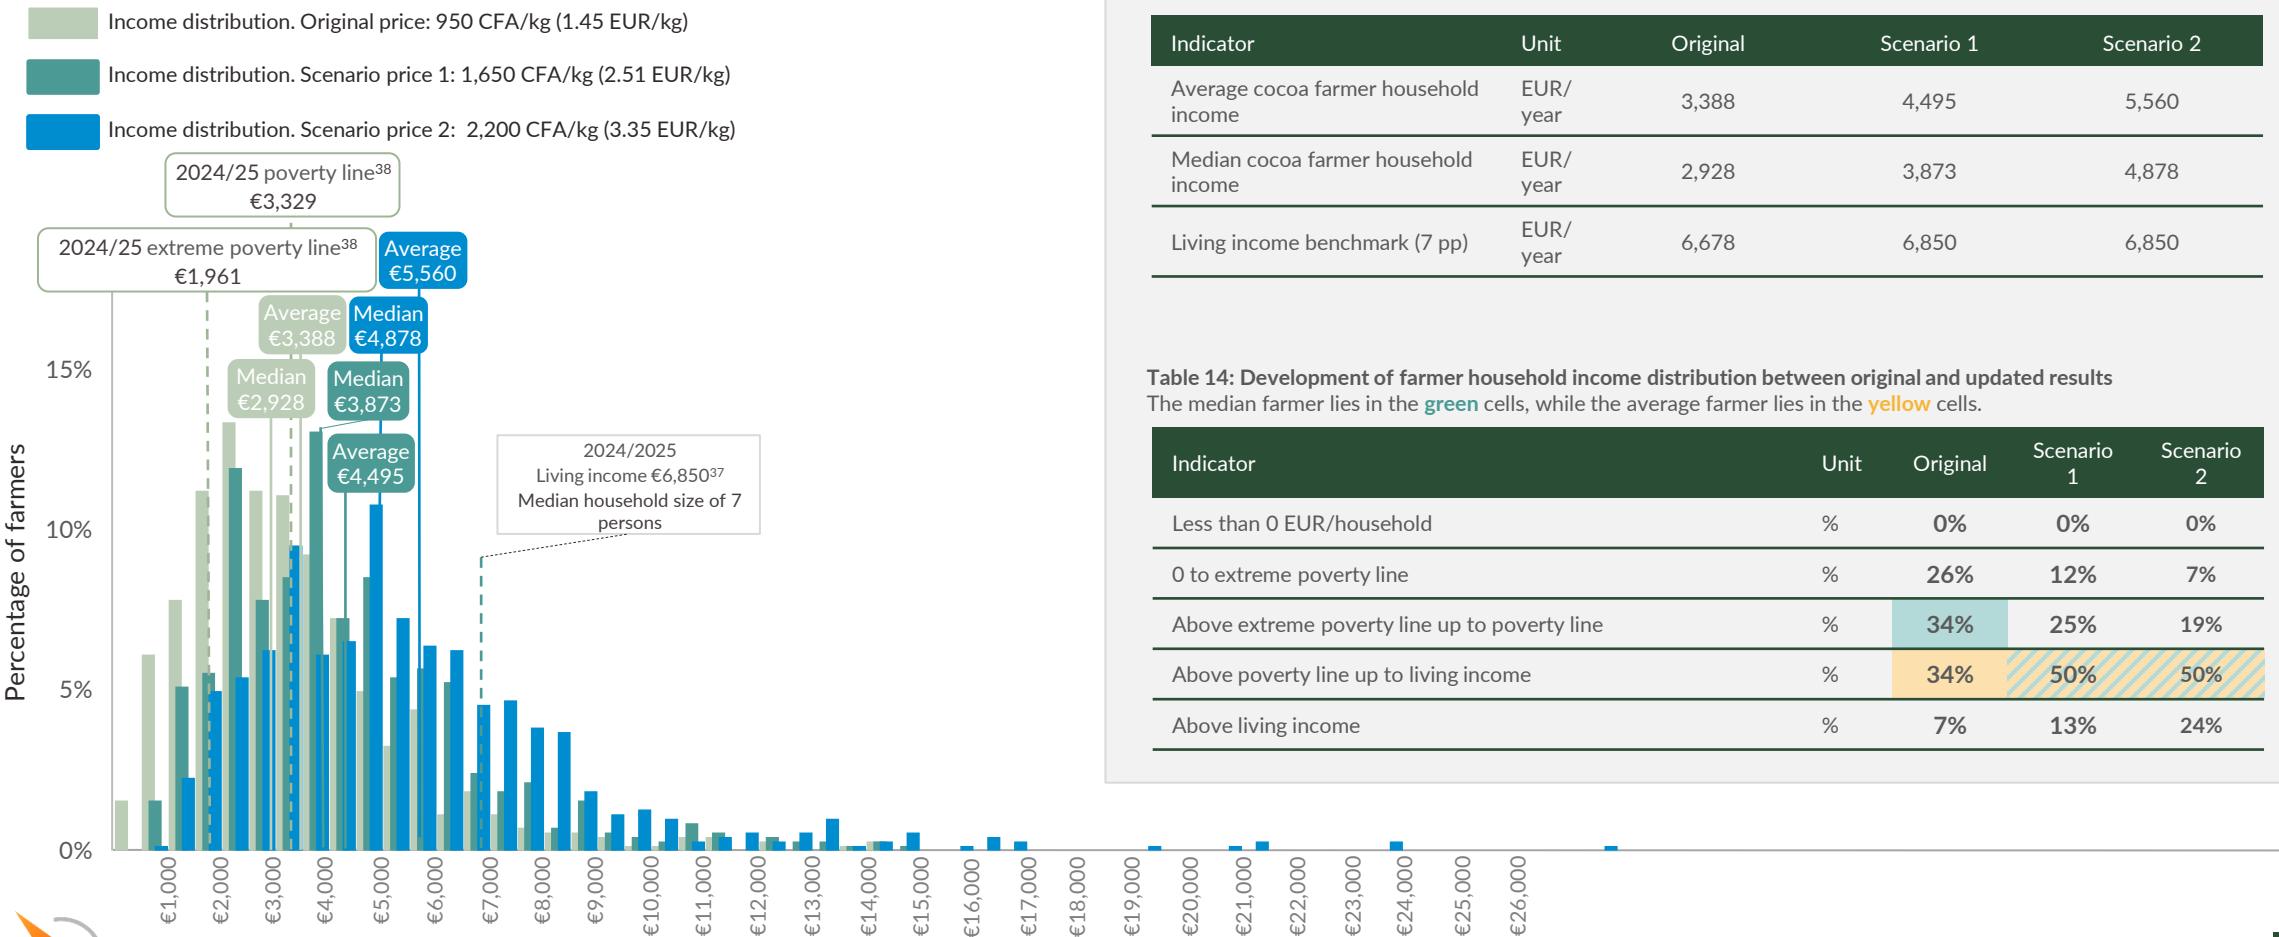 Income distribution. Original price: 950 CFA/kg (1.45 EUR/kg)
Income distribution. Scenario price 1: 1,650 CFA/kg (2.51 EUR/kg)
Income distribution. Scenario price 2: 2,200 CFA/kg (3.35 EUR/kg)
2024/25 poverty line38
€3,329
2024/25 extreme poverty line38
€1,961
Average
€5,560
Average
€3,388
Median
€4,878
Median
€2,928
Median
€3,873
Average
€4,495
2024/2025
Living income €6,85037
Median household size of 7
persons
Percentage of farmers
15%
10%
5%
0%
€1,000
€2,000
€3,000
€4,000
€5,000
€6,000
€7,000
€8,000
€9,000
€10,000
€11,000
€12,000
€13,000
€14,000
€15,000
€16,000
€17,000
€18,000
€19,000
€20,000
€21,000
€22,000
€23,000
€24,000
€25,000
€26,000
Indicator Unit Original Scenario 1 Scenario 2
Average cocoa farmer household EUR/
income year 3,388 4,495 5,560
Median cocoa farmer household EUR/
income year 2,928 3,873 4,878
Living income benchmark (7 pp) EUR/
year 6,678 6,850 6,850
Table 14: Development of farmer household income distribution between original and updated results
The median farmer lies in the green cells, while the average farmer lies in the yellow cells.
Indicator Unit Original Scenario 1 Scenario 2
Less than 0 EUR/household % 0% 0% 0%
0 to extreme poverty line % 26% 12% 7%
Above extreme poverty line up to poverty line % 34% 25% 19%
Above poverty line up to living income % 34% 50% 50%
Above living income % 7% 13% 24%